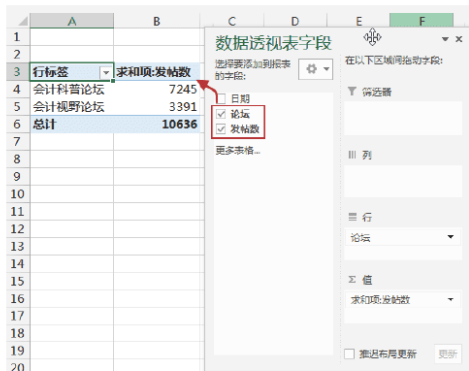 A B C D E F
1
2
3 行标签 求和项:发帖数
4 会计科普论坛 7245
5 会计视野论坛 3391
6 总计 10636
7
8
9
10
11
12
13
14
15
16
17
18
19
20
数据透视表字段
选择要添加到报表
的字段:
日期
论坛
发帖数
更多表格...
在以下区域间拖动字段:
筛选器
列
行
论坛
Σ 值
求和项:发帖数
推迟布局更新 更新